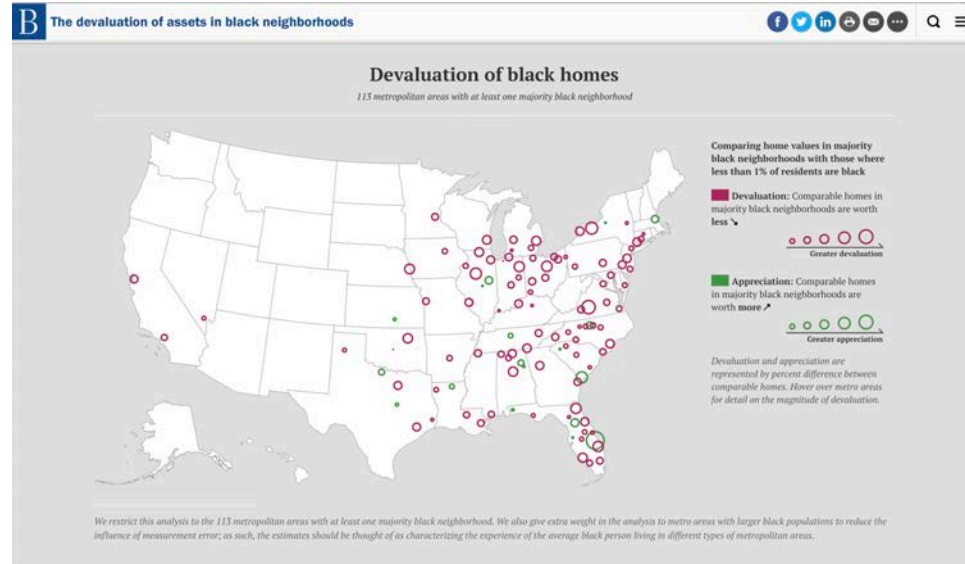 B The devaluation of assets in black neighborhoods
Devaluation of black homes
113 metropolitan areas with at least one majority black neighborhood
Comparing home values in majority
black neighborhoods with those where
less than 1% of residents are black
Devaluation: Comparable homes in
majority black neighborhoods are worth
less ↘
Greater devaluation
Appreciation: Comparable homes
in majority black neighborhoods are
worth more ↗
Greater appreciation
Devaluation and appreciation are
represented by percent difference between
comparable homes. Hover over metro areas
for detail on the magnitude of devaluation.
We restrict this analysis to the 113 metropolitan areas with at least one majority black neighborhood. We also give extra weight in the analysis to metro areas with larger black populations to reduce the
influence of measurement error; as such, the estimates should be thought of as characterizing the experience of the average black person living in different types of metropolitan areas.